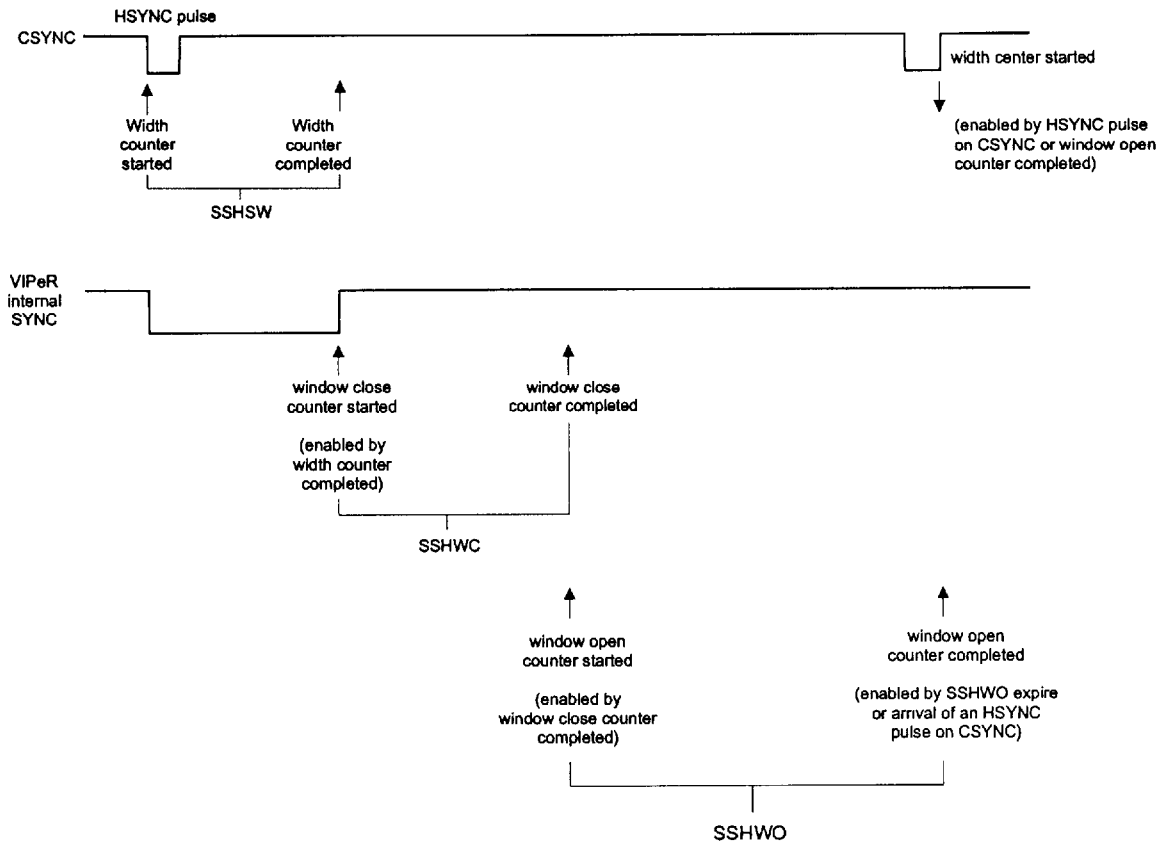 HSYNC pulse
CSYNC
width center started
Width
counter
started
Width
counter
completed
(enabled by HSYNC pulse
on CSYNC or window open
counter completed)
SSHSW
VIPeR
internal
SYNC
window close
counter started
(enabled by
width counter
completed)
window close
counter completed
SSHWC
window open
counter started
(enabled by
window close counter
completed)
window open
counter completed
(enabled by SSHWO expire
or arrival of an HSYNC
pulse on CSYNC)
SSHWO